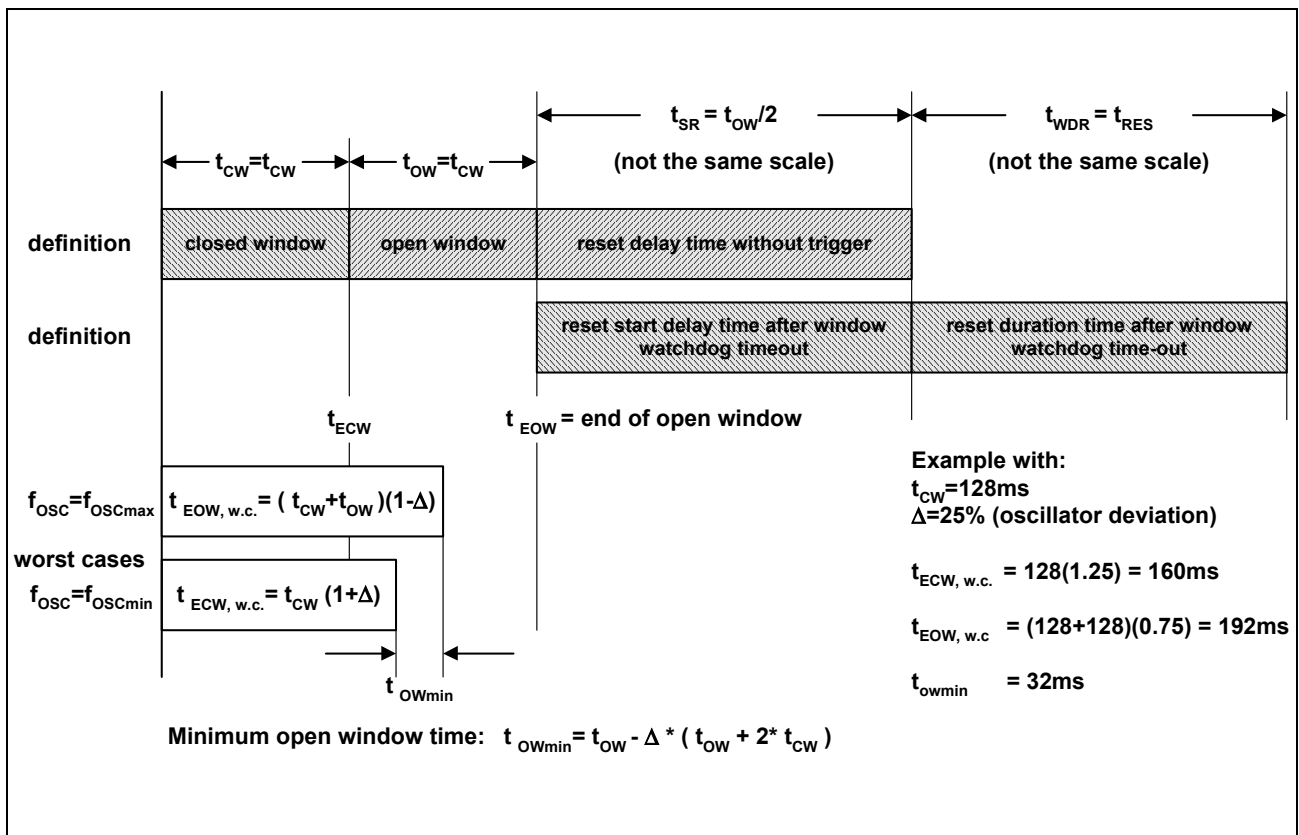 t_SR = t_OW/2
t_WDR = t_RES
t_CW=t_CW
t_OW=t_CW
(not the same scale)
(not the same scale)
definition
closed window
open window
reset delay time without trigger
definition
reset start delay time after window
watchdog timeout
reset duration time after window
watchdog time-out
t_ECW
t_EOW = end of open window
f_OSC=f_OSCmax
t_EOW, w.c. = ( t_CW+t_OW )(1-Δ)
worst cases
f_OSC=f_OSCmin
t_ECW, w.c. = t_CW (1+Δ)
t_OWmin
Example with:
t_CW=128ms
Δ=25% (oscillator deviation)
t_ECW, w.c. = 128(1.25) = 160ms
t_EOW, w.c = (128+128)(0.75) = 192ms
t_owmin = 32ms
Minimum open window time: t_OWmin = t_OW - Δ * ( t_OW + 2* t_CW )